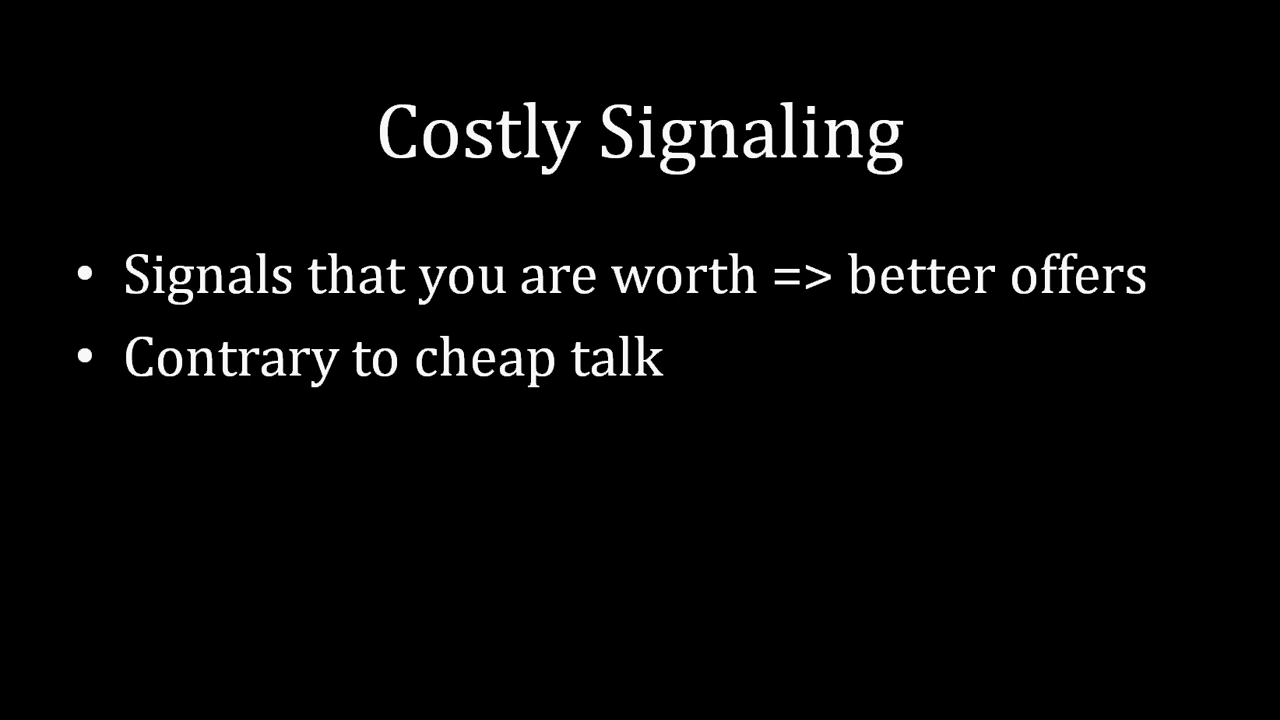 Costly Signaling
• Signals that you are worth => better offers
• Contrary to cheap talk